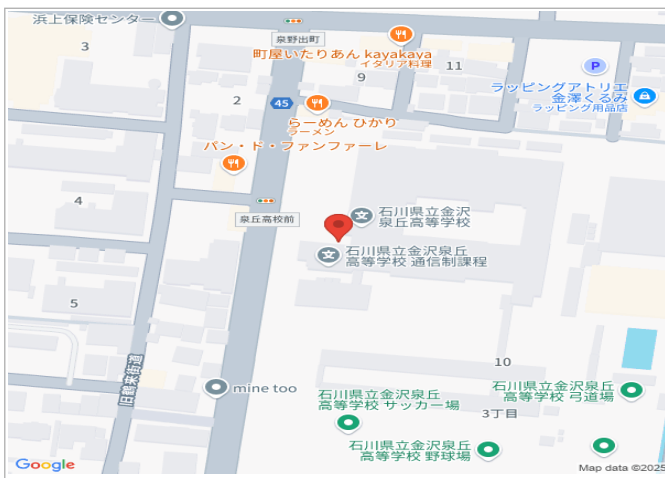 浜上保険センター
泉野出町
3
町屋いたりあん kayakaya
イタリア料理
9
11
P
ラッピングアトリエ
金澤くるみ
ラッピング用品店
2
45
らーめん ひかり
ラーメン
パン・ド・ファンファーレ
4
泉丘高校前
文
石川県立金沢
泉丘高等学校
文
石川県立金沢泉丘
高等学校 通信制課程
5
旧鶴来街道
mine too
10
石川県立金沢泉丘
高等学校 サッカー場
3丁目
石川県立金沢泉丘
高等学校 弓道場
石川県立金沢泉丘
高等学校 野球場
Google
Map data ©2025